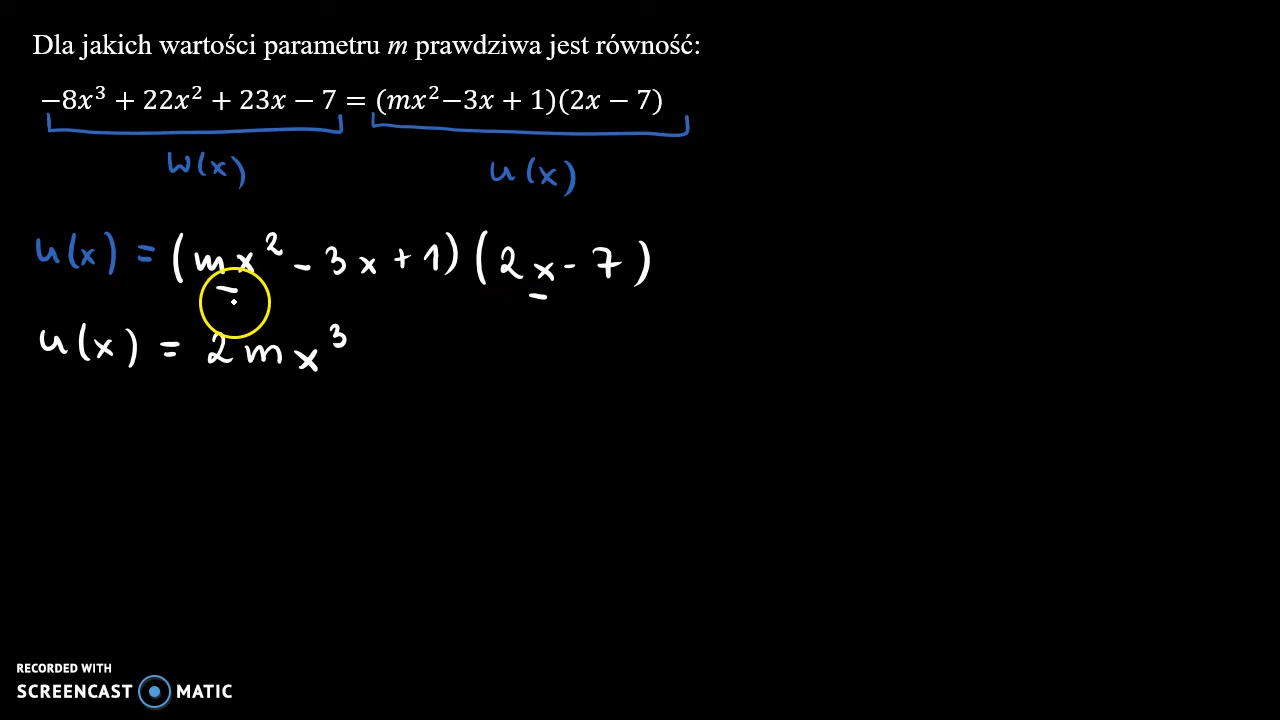 Dla jakich wartości parametru m prawdziwa jest równość:
−8x³ + 22x² + 23x − 7 = (mx²−3x + 1)(2x − 7)
W(x) u(x)
u(x) = (mx² − 3x + 1)(2x − 7)
u(x) = 2mx³
RECORDED WITH
SCREENCAST MATIC